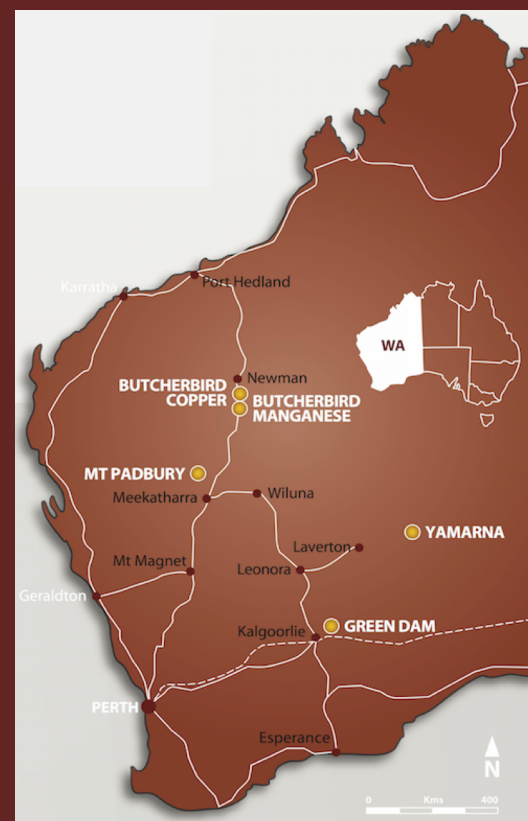 Karratha
Port Hedland
WA
Newman
BUTCHERBIRD
COPPER
BUTCHERBIRD
MANGANESE
MT PADBURY
Meekatharra
Wiluna
YAMARNA
Laverton
Mt Magnet
Leonora
Geraldton
GREEN DAM
Kalgoorlie
PERTH
Esperance
N
0 Kms 400